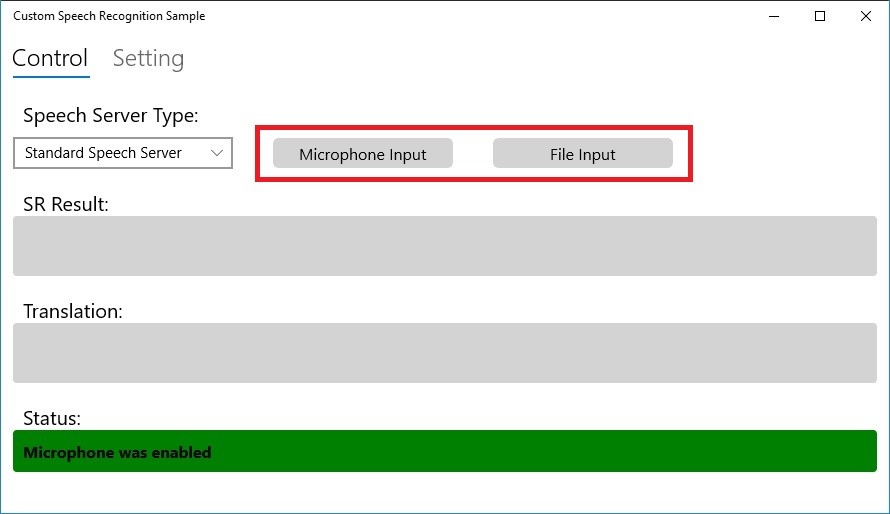 Custom Speech Recognition Sample
Control Setting
Speech Server Type:
Standard Speech Server Microphone Input File Input
SR Result:
Translation:
Status:
Microphone was enabled